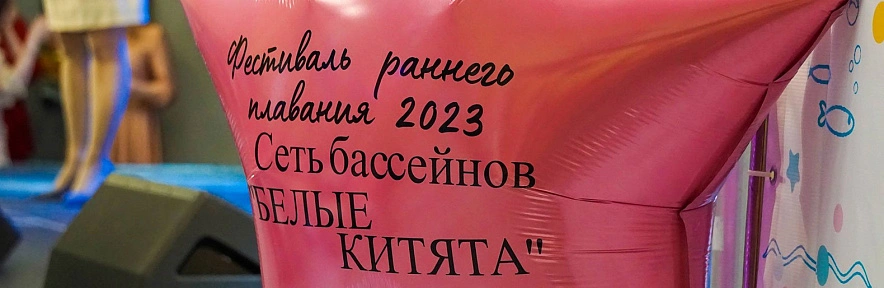 Фестиваль раннего
плавания 2023
Сеть бассейнов
"БЕЛЫЕ
КИТЯТА"